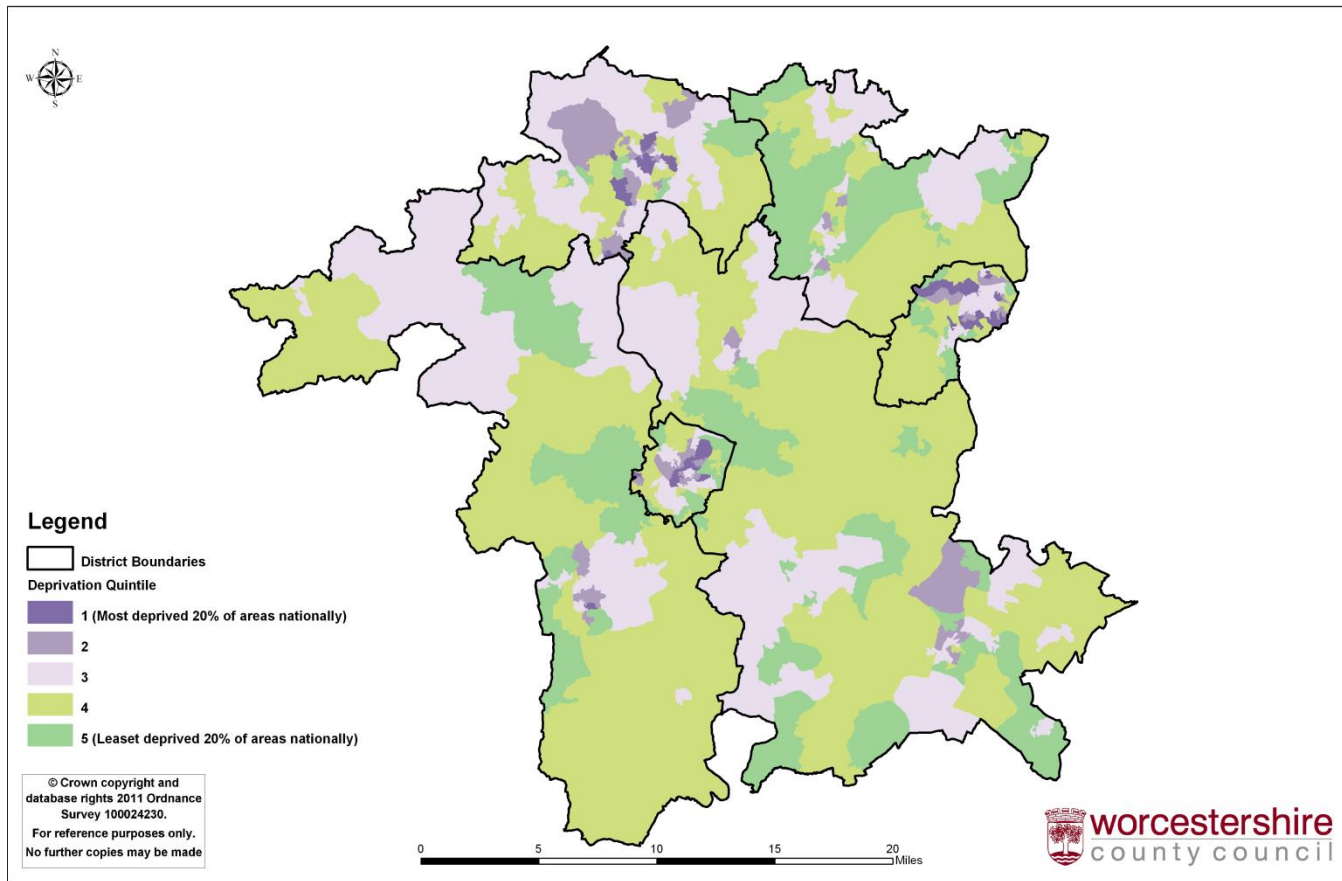 N
W E
S
Legend
District Boundaries
Deprivation Quintile
1 (Most deprived 20% of areas nationally)
2
3
4
5 (Leaset deprived 20% of areas nationally)
© Crown copyright and
database rights 2011 Ordnance
Survey 100024230.
For reference purposes only.
No further copies may be made
0 5 10 15 20
Miles
worcestershire
county council